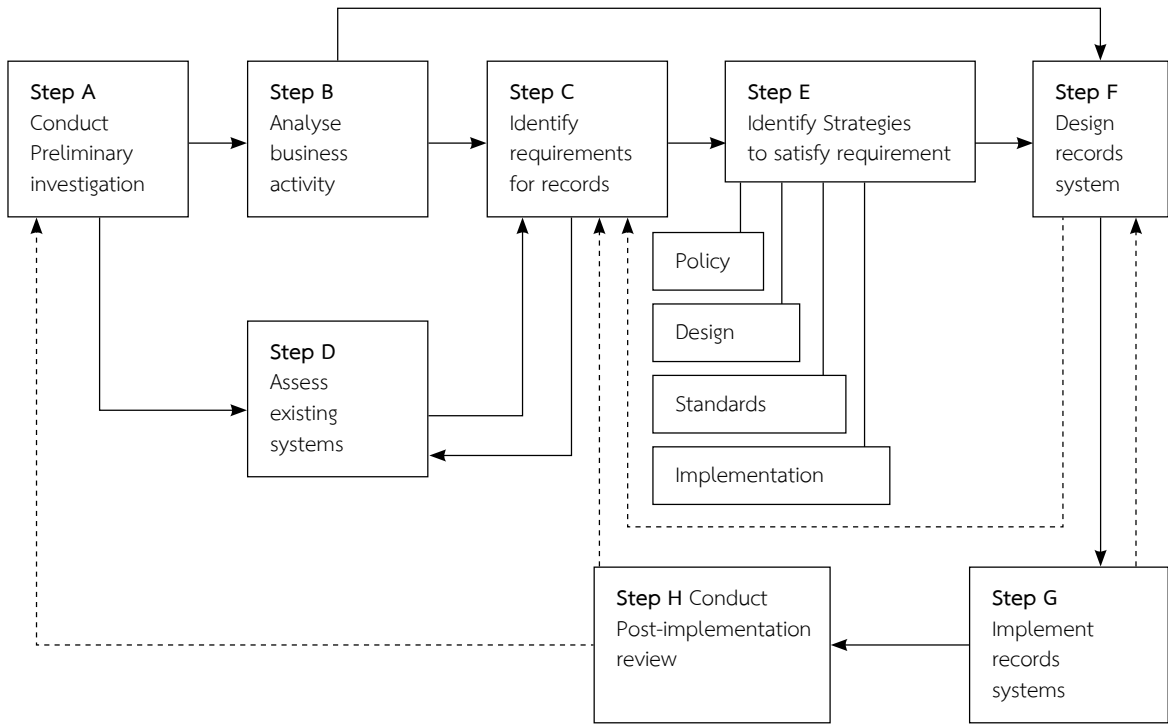 Step A
Conduct
Preliminary
investigation
Step B
Analyse
business
activity
Step C
Identify
requirements
for records
Step E
Identify Strategies
to satisfy requirement
Step F
Design
records
system
Policy
Design
Standards
Implementation
Step D
Assess
existing
systems
Step H Conduct
Post-implementation
review
Step G
Implement
records
systems